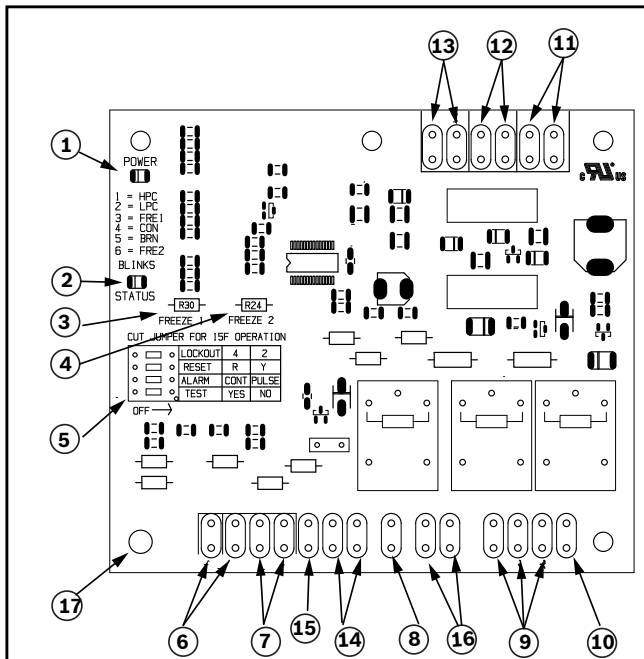 13
12
11
1
POWER
c UL US
1 = HPC
2 = LPC
3 = FRE1
4 = CON
5 = BRN
6 = FRE2
BLINKS
2
STATUS
R30
R24
3
FREEZE 1
FREEZE 2
4
CUT JUMPER FOR 15F OPERATION
LOCKOUT 4 2
RESET R Y
ALARM CONT PULSE
TEST YES NO
5
OFF
17
6
7
15
14
8
16
9
10